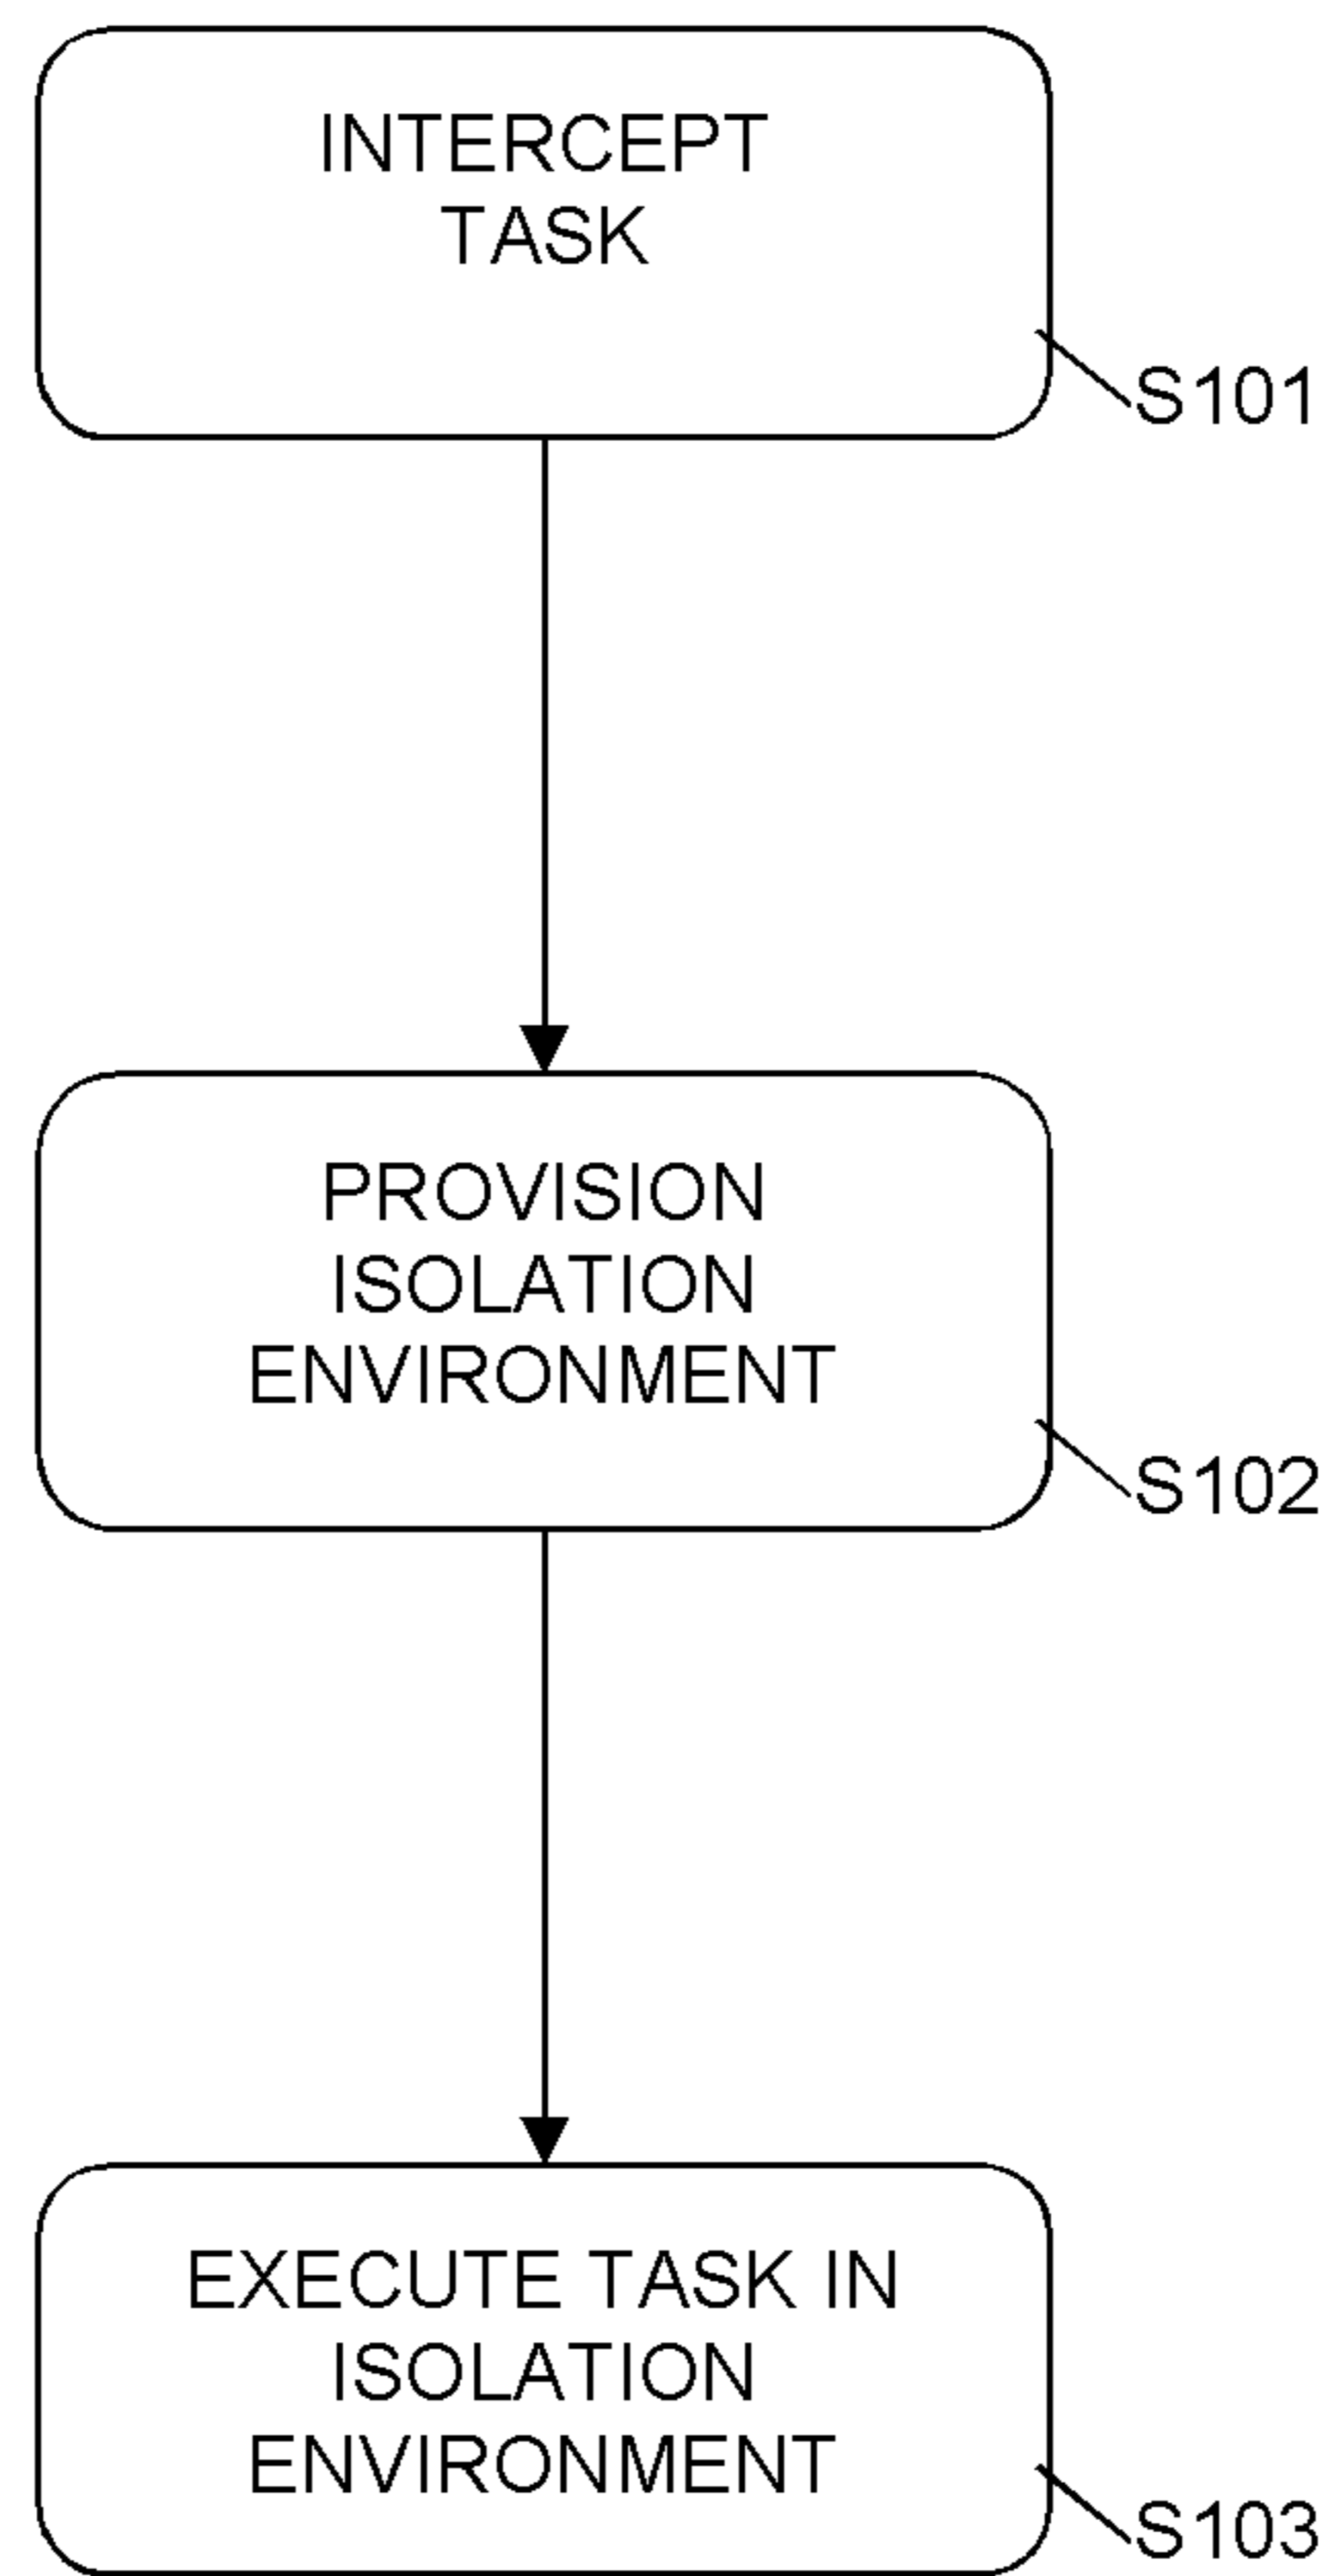 INTERCEPT
TASK
S101
PROVISION
ISOLATION
ENVIRONMENT
S102
EXECUTE TASK IN
ISOLATION
ENVIRONMENT
S103